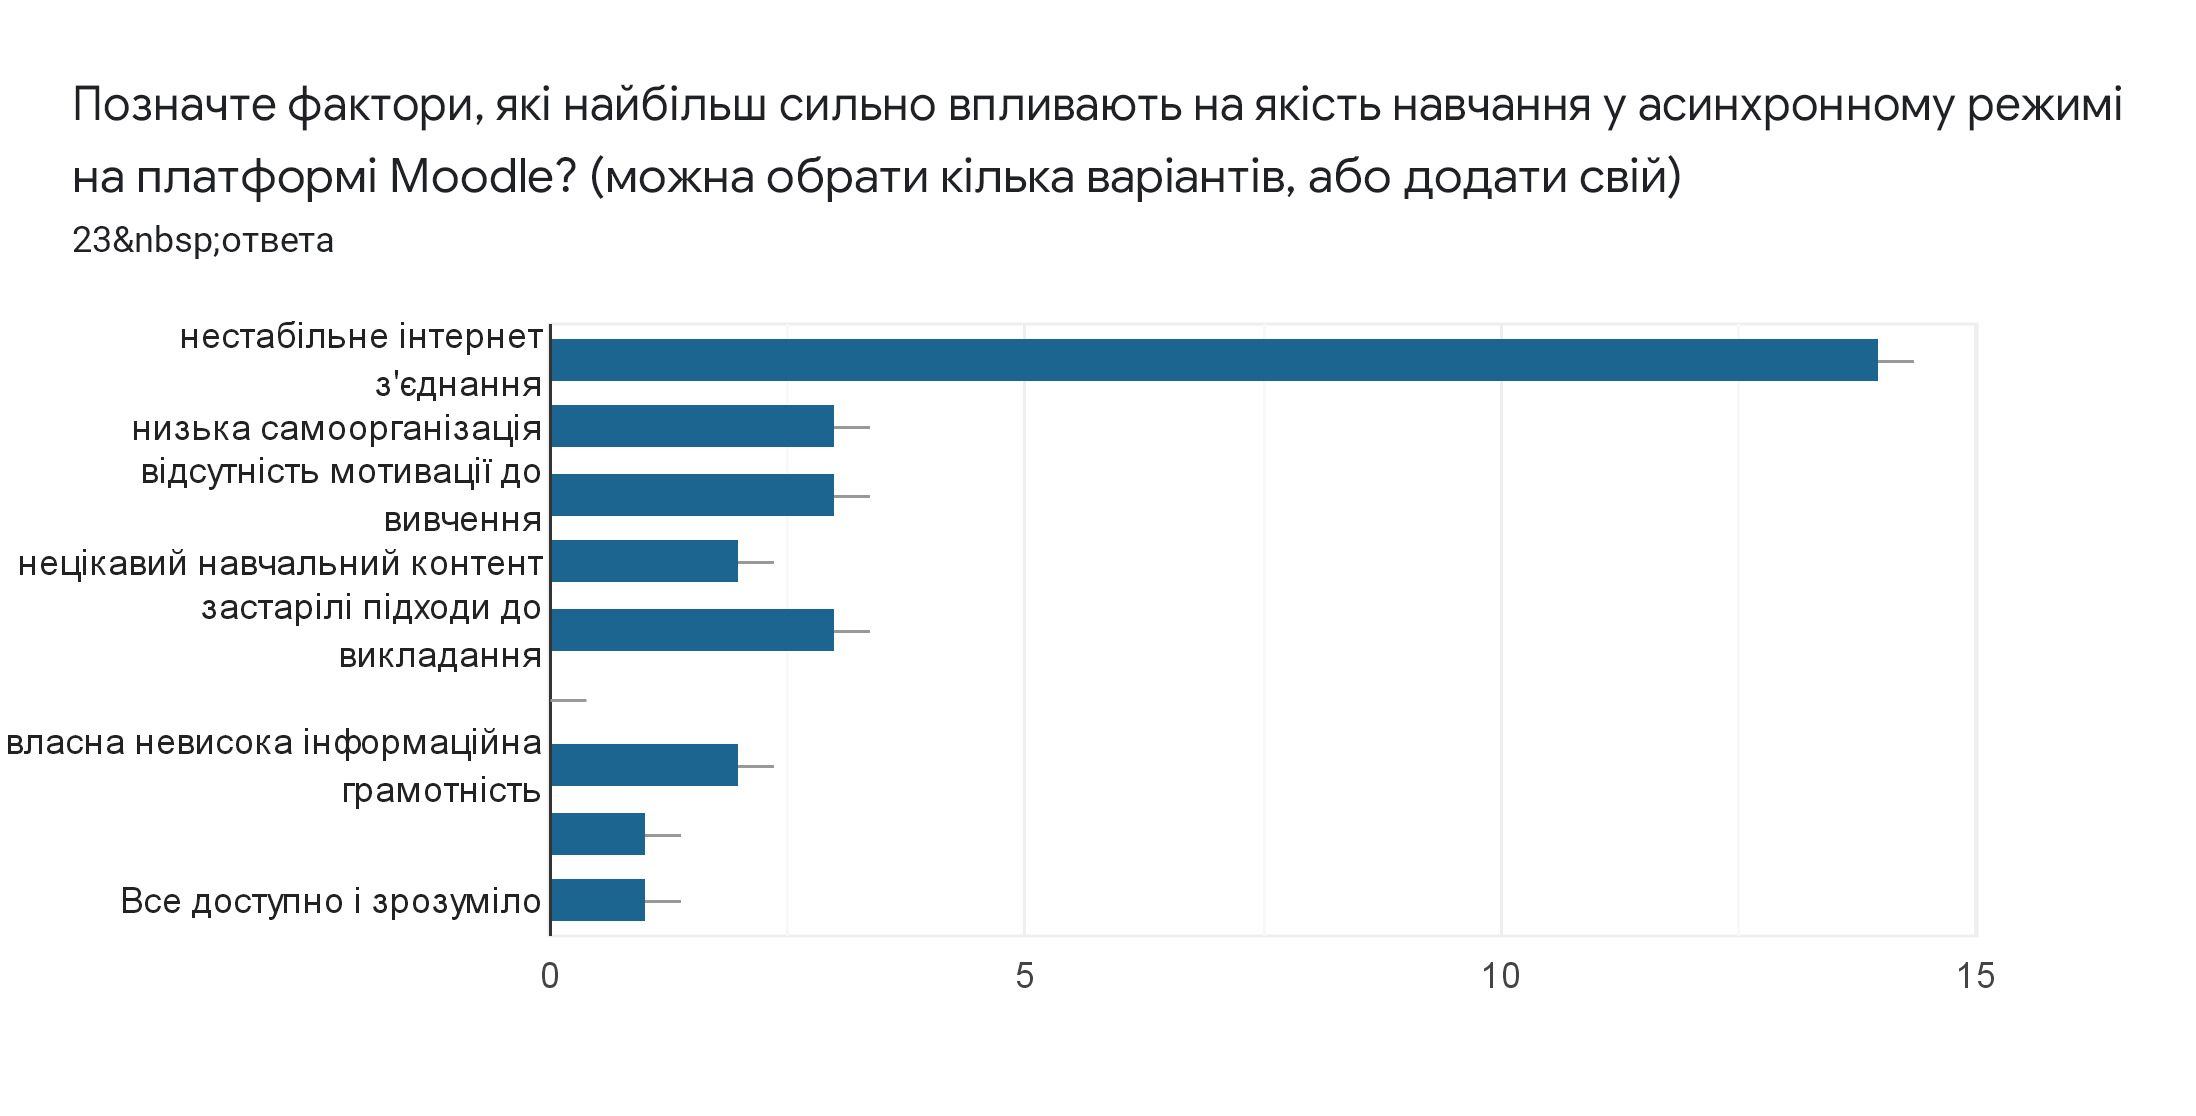 Позначте фактори, які найбільш сильно впливають на якість навчання у асинхронному режимі
на платформі Moodle? (можна обрати кілька варіантів, або додати свій)
23&nbsp;ответа
нестабільне інтернет
з'єднання
низька самоорганізація
відсутність мотивації до
вивчення
нецікавий навчальний контент
застарілі підходи до
викладання
власна невисока інформаційна
грамотність
Все доступно і зрозуміло
0 5 10 15